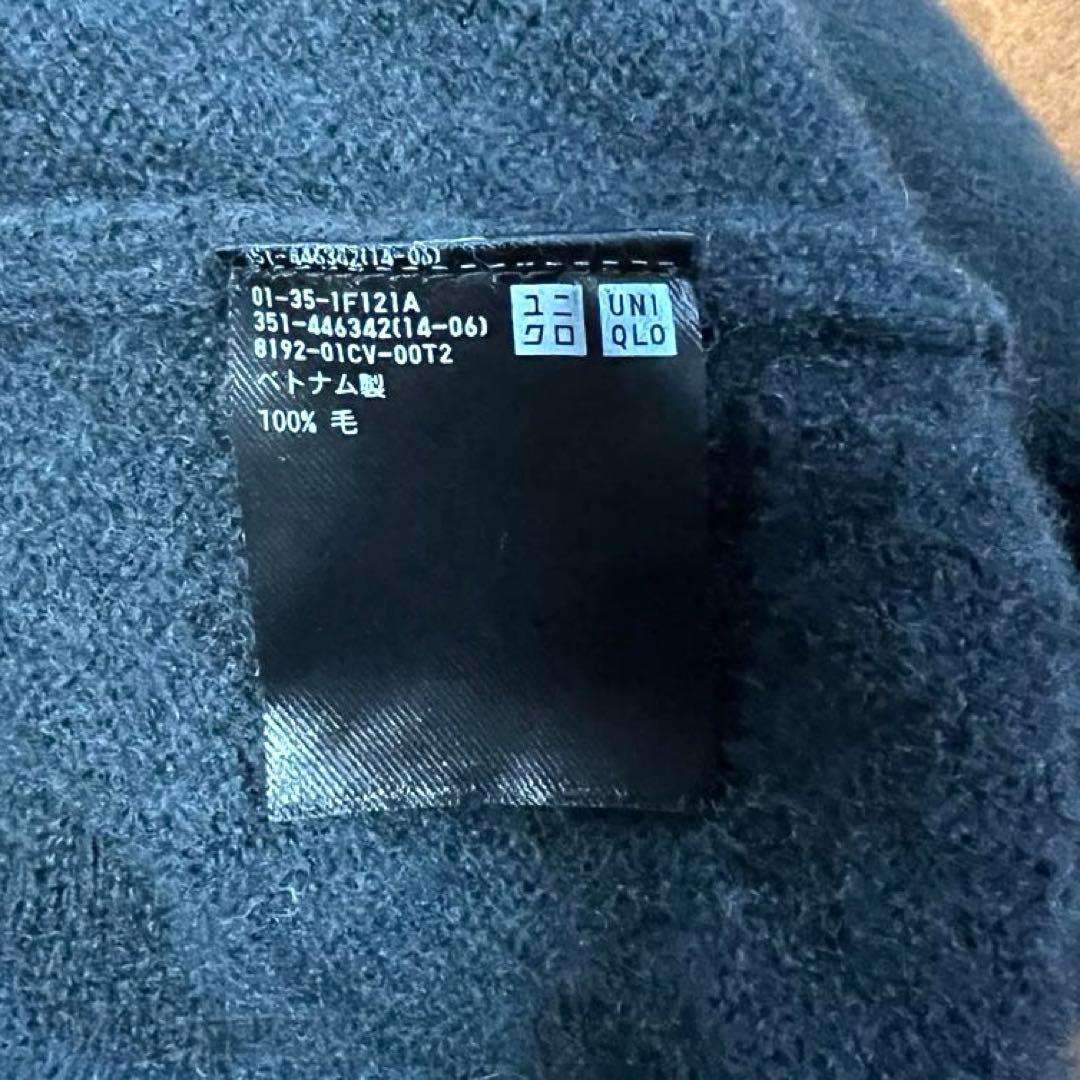 51-446342(14-06)
01-35-1F121A
351-446342(14-06)
8192-01CV-00T2
ベトナム製
100% 毛
ユニ
クロ
UNI
QLO